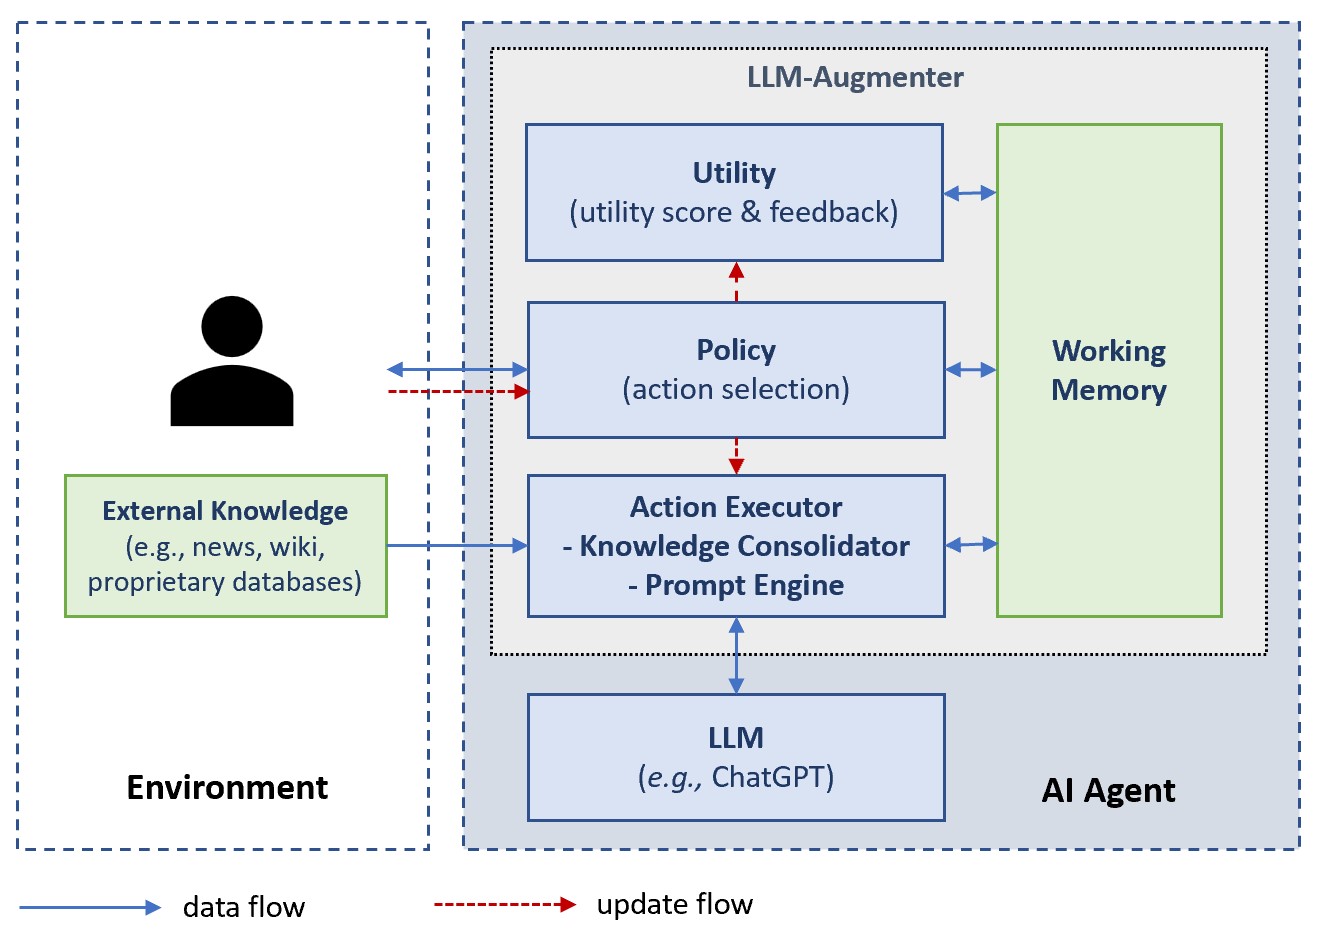 LLM-Augmenter
Utility
(utility score & feedback)
Policy
(action selection)
Working
Memory
External Knowledge
(e.g., news, wiki,
proprietary databases)
Action Executor
- Knowledge Consolidator
- Prompt Engine
LLM
(e.g., ChatGPT)
Environment
AI Agent
data flow
update flow